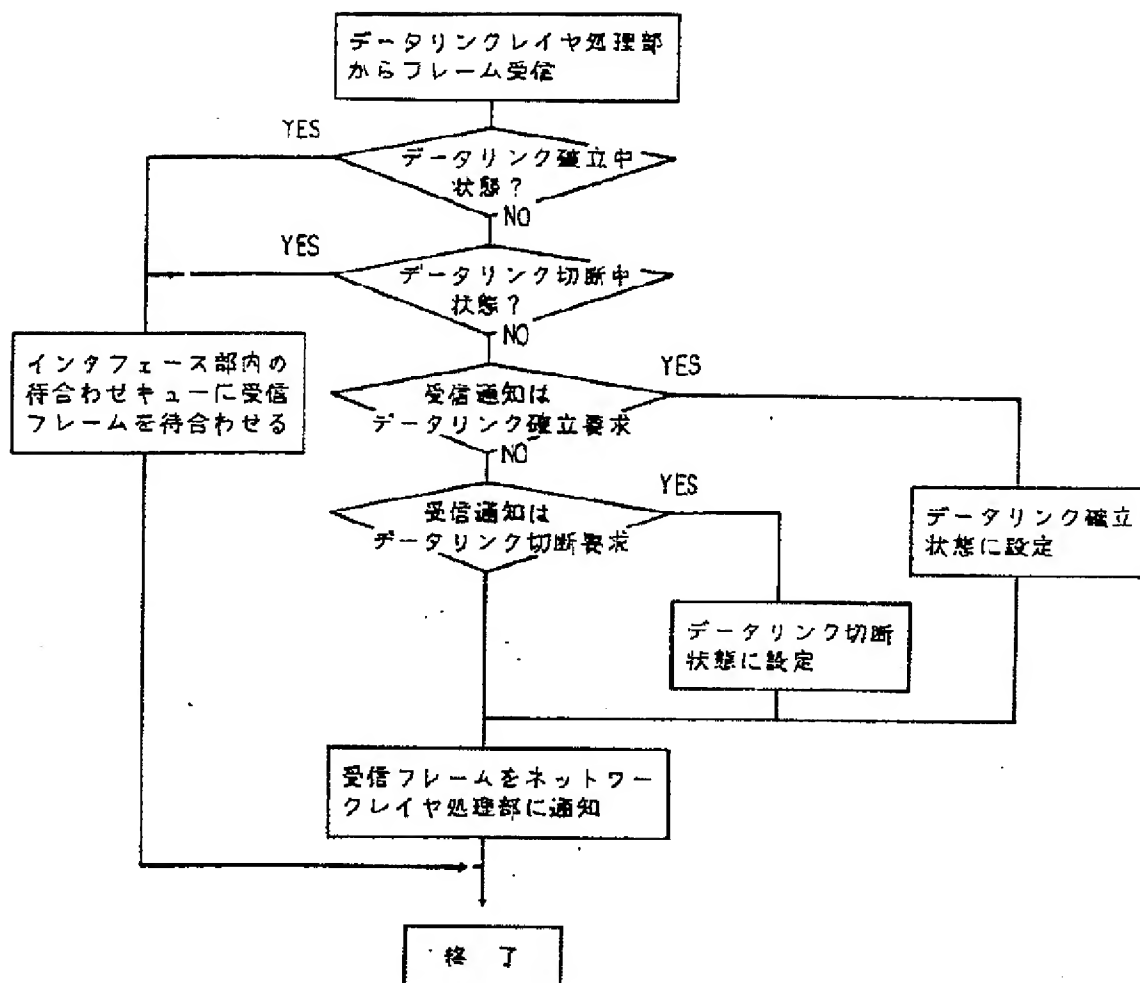 データリンクレイヤ処理部
からフレーム受信
YES
データリンク確立中
状態?
NO
YES
データリンク切断中
状態?
NO
インタフェース部内の
待合わせキューに受信
フレームを待合わせる
YES
受信通知は
データリンク確立要求
NO
YES
受信通知は
データリンク切断要求
データリンク確立
状態に設定
データリンク切断
状態に設定
受信フレームをネットワー
クレイヤ処理部に通知
終 了